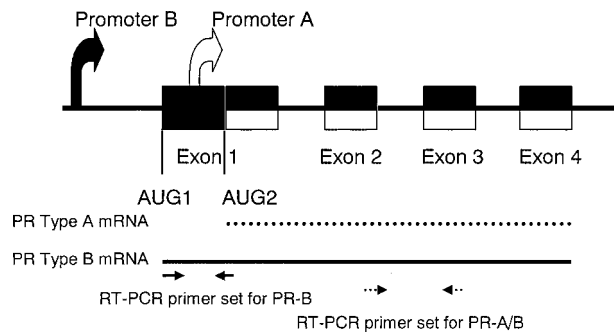 Promoter B Promoter A
Exon 1 Exon 2 Exon 3 Exon 4
AUG1 AUG2
PR Type A mRNA
PR Type B mRNA
RT-PCR primer set for PR-B
RT-PCR primer set for PR-A/B